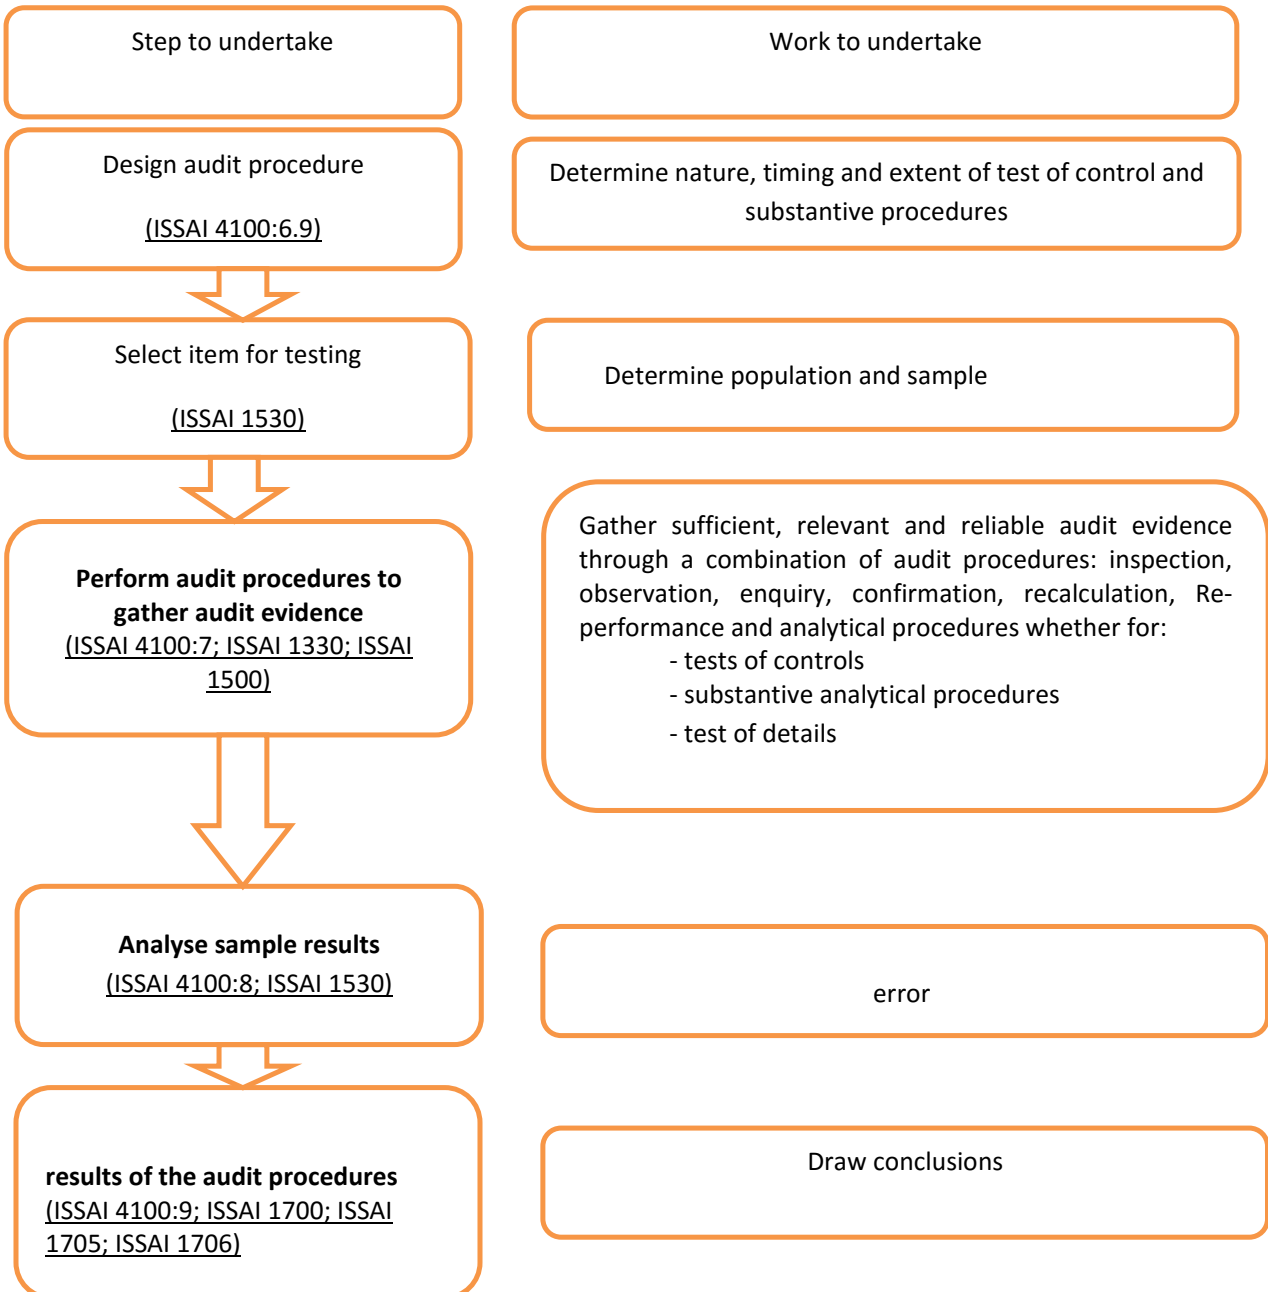 Step to undertake
Work to undertake
Design audit procedure
(ISSAI 4100:6.9)
Determine nature, timing and extent of test of control and
substantive procedures
Select item for testing
(ISSAI 1530)
Determine population and sample
Perform audit procedures to
gather audit evidence
(ISSAI 4100:7; ISSAI 1330; ISSAI
1500)
Gather sufficient, relevant and reliable audit evidence
through a combination of audit procedures: inspection,
observation, enquiry, confirmation, recalculation, Re-
performance and analytical procedures whether for:
- tests of controls
- substantive analytical procedures
- test of details
Analyse sample results
(ISSAI 4100:8; ISSAI 1530)
error
results of the audit procedures
(ISSAI 4100:9; ISSAI 1700; ISSAI
1705; ISSAI 1706)
Draw conclusions